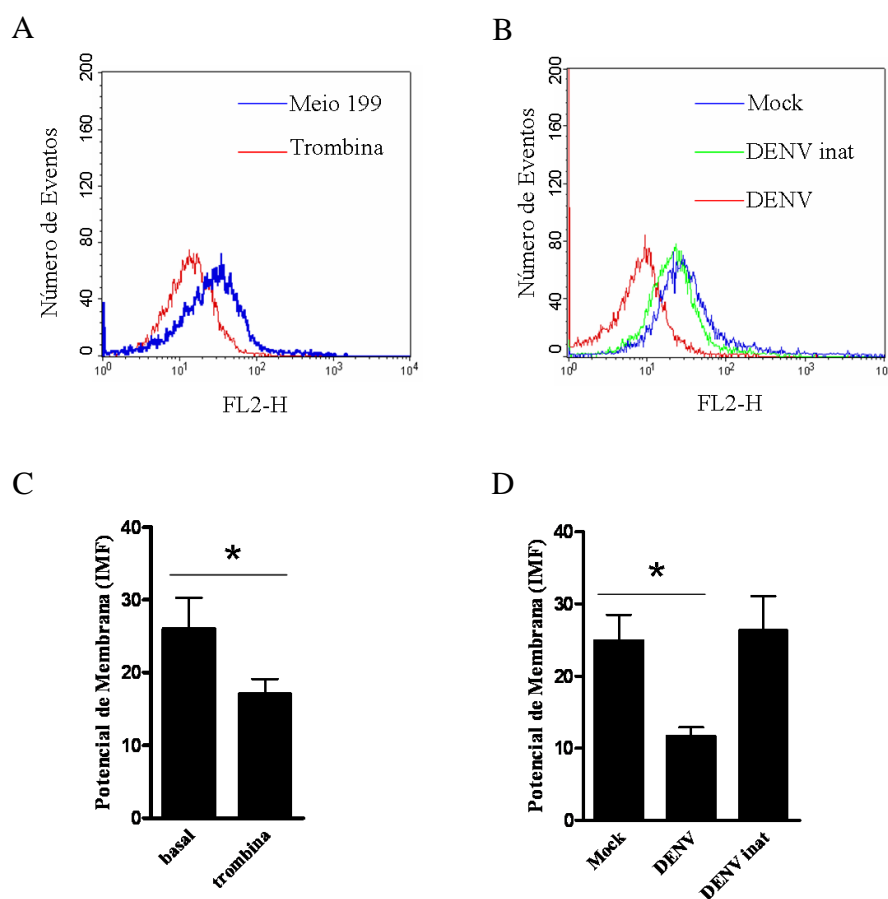 A
Número de Eventos
200
160
120
80
40
0
Meio 199
Trombina
10⁰
10¹
10²
10³
10⁴
FL2-H
B
Número de Eventos
200
160
120
80
40
0
Mock
DENV inat
DENV
10⁰
10¹
10²
10³
10
FL2-H
C
Potencial de Membrana (IMF)
40
30
20
10
0
*
basal
trombina
D
Potencial de Membrana (IMF)
40
30
20
10
0
*
Mock
DENV
DENV inat